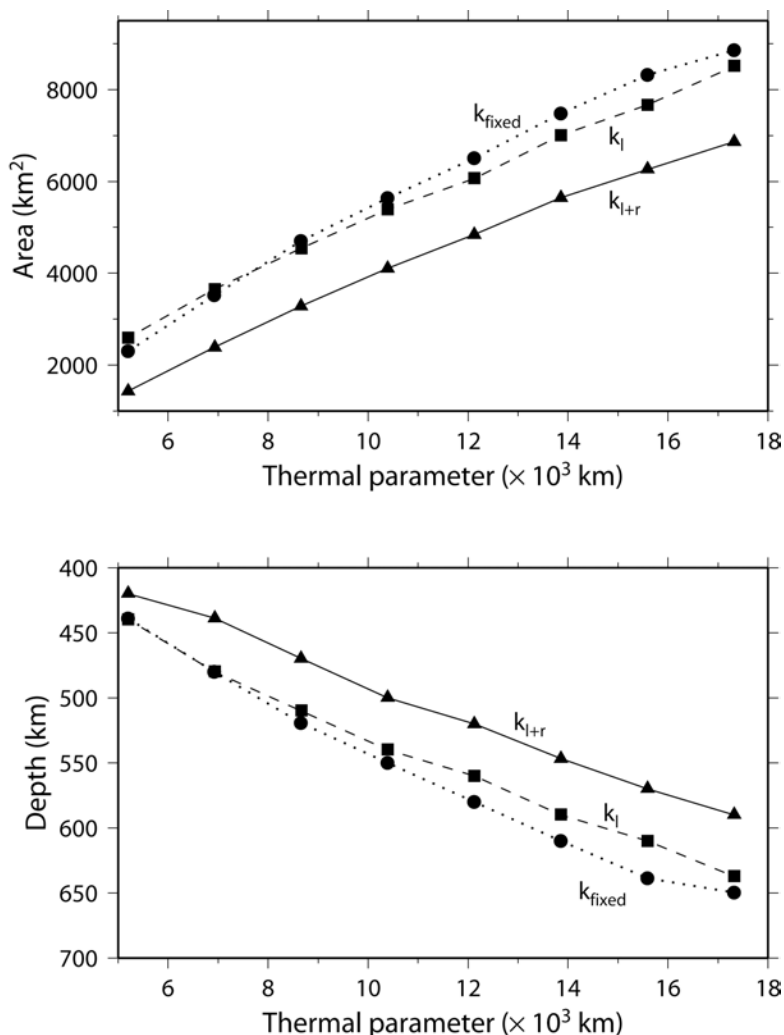 8000
6000
4000
2000
Area (km²)
k_fixed
k_l
k_l+r
6 8 10 12 14 16 18
Thermal parameter (× 10³ km)
400
450
500
550
600
650
700
Depth (km)
k_l+r
k_l
k_fixed
6 8 10 12 14 16 18
Thermal parameter (× 10³ km)